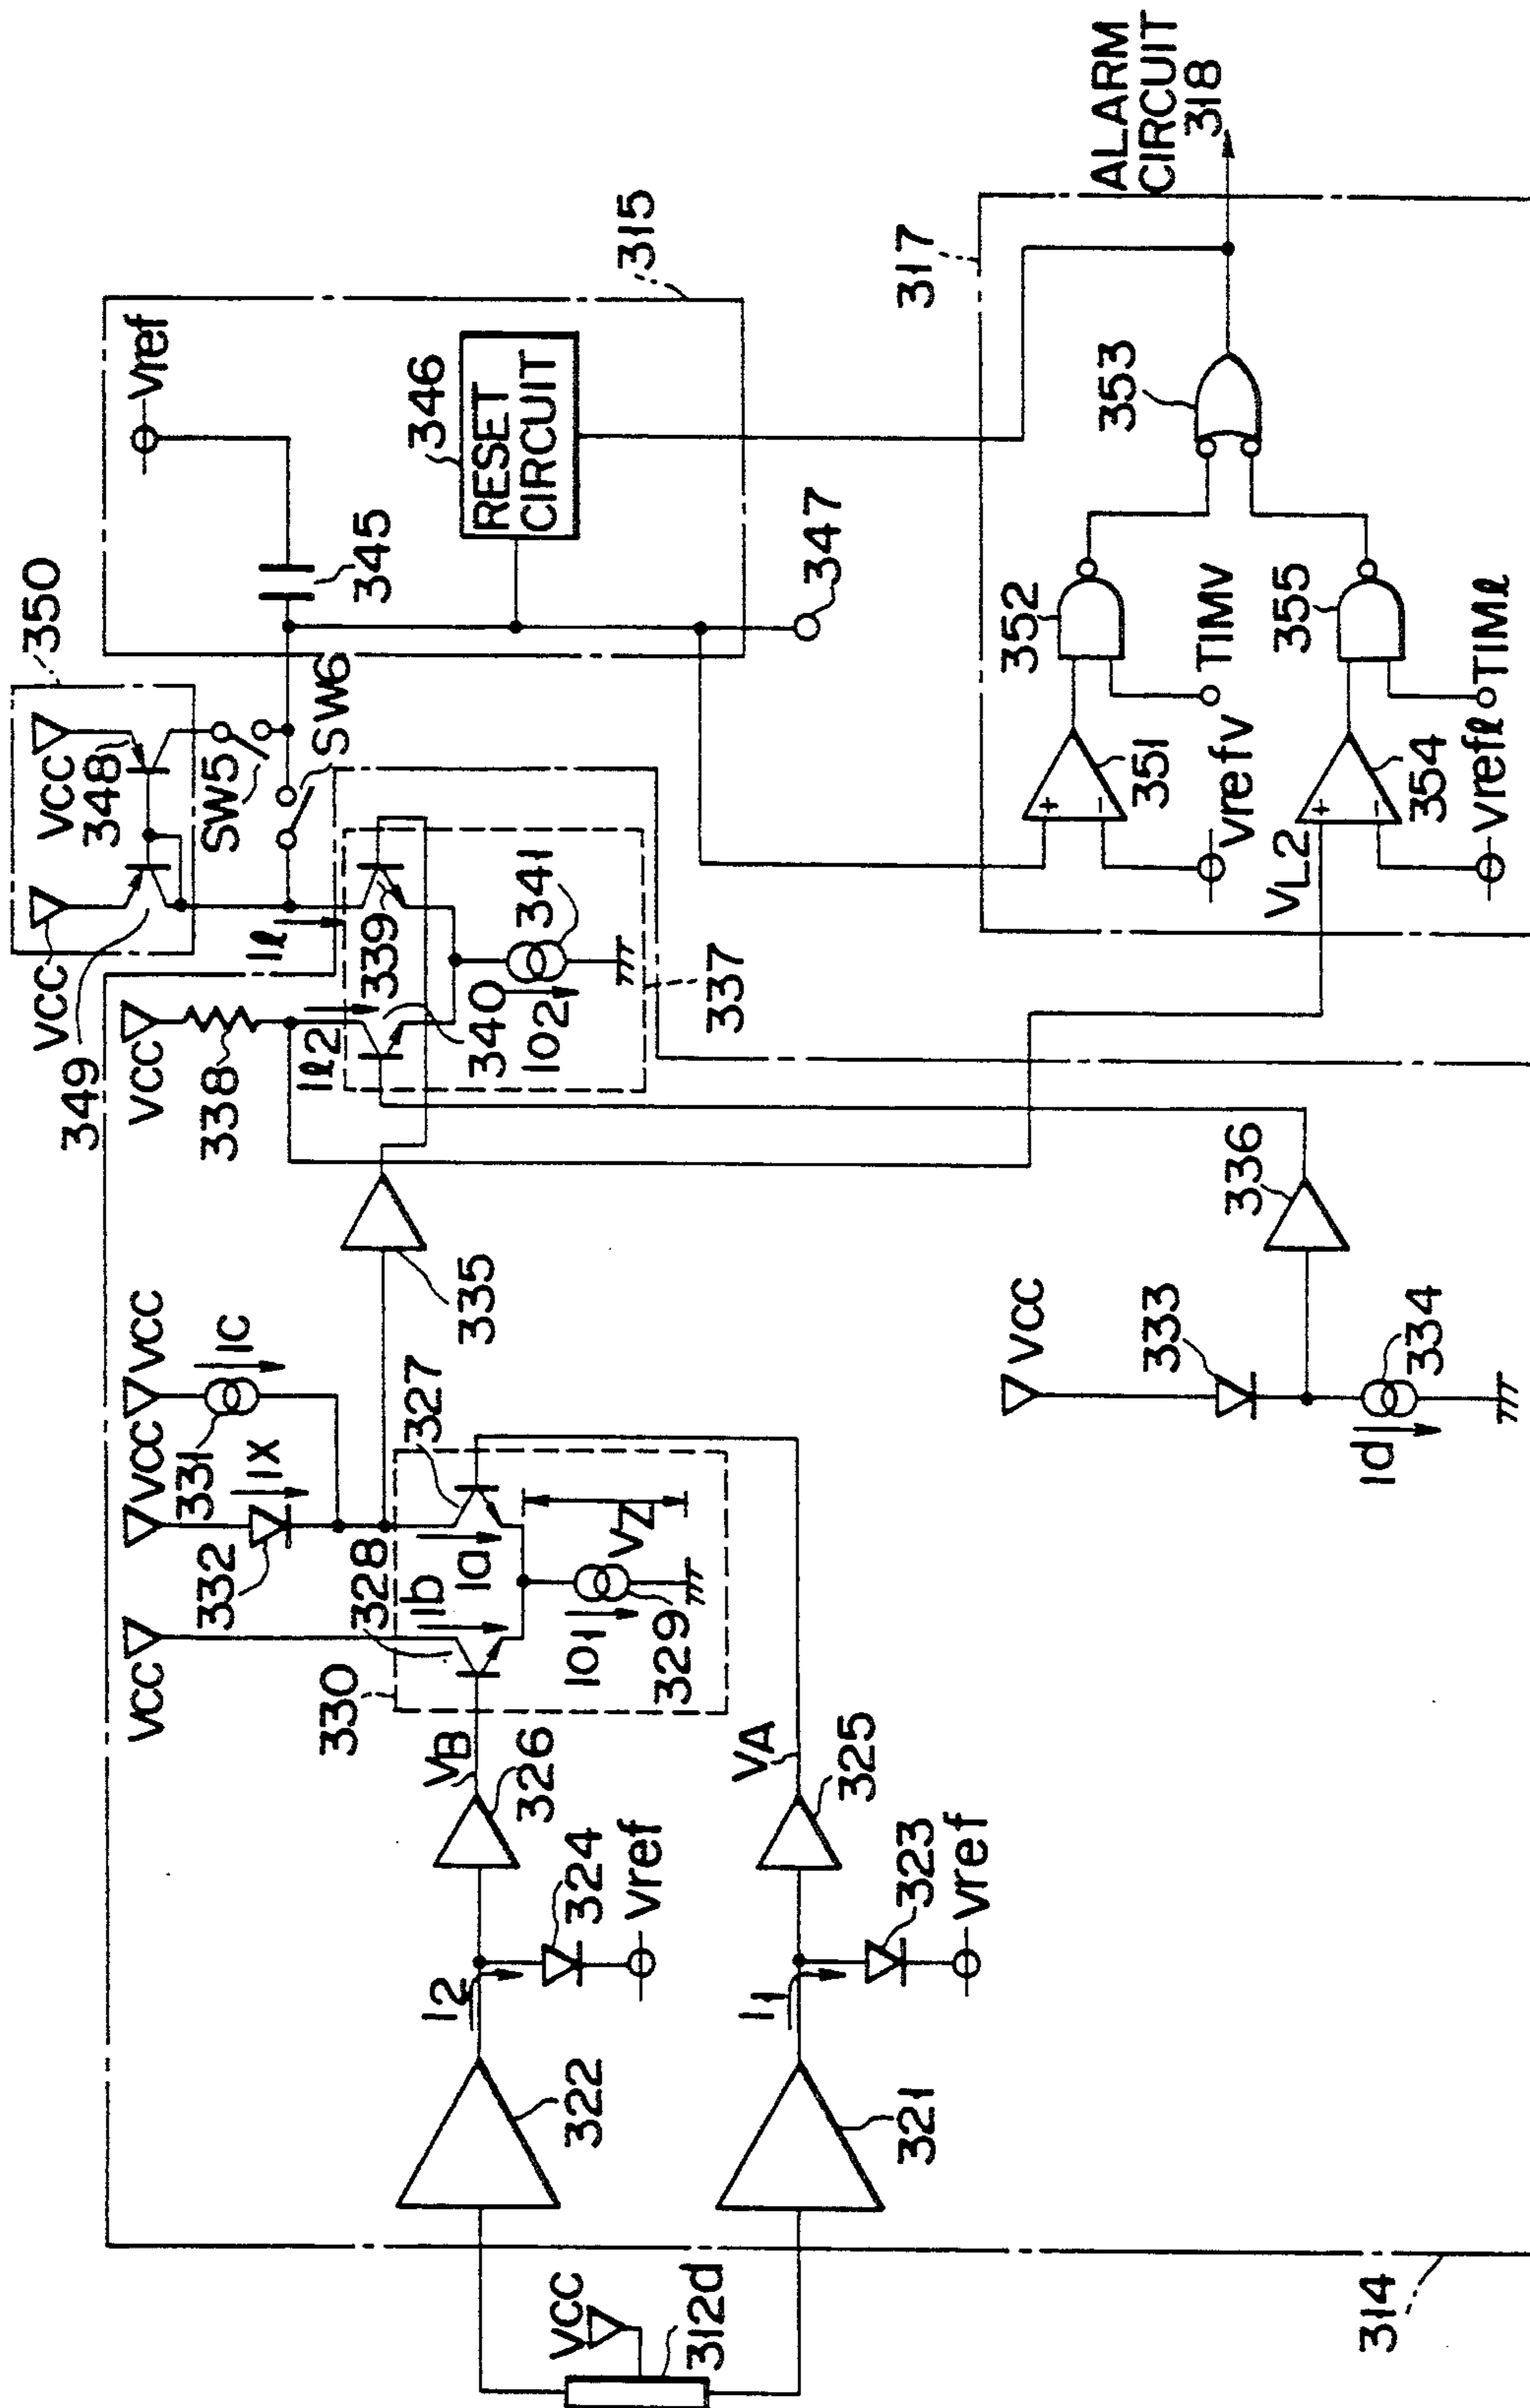 350
VCC
VCC
348
349
SW5
SW6
Vref
345
346
RESET
CIRCUIT
315
347
VCC
338
Iℓ2
Iℓ
339
340
341
I02
337
VCC
VCC
VCC
332
331
IX
IC
335
330
328
327
Ib
Ia
I01
329
VZ
VB
326
VA
325
I2
322
324
Vref
I1
321
323
Vref
VCC
312d
314
VCC
333
Id
334
336
317
351
Vrefv
352
TIMv
353
VL2
354
Vrefℓ
355
TIMℓ
+
−
+
−
ALARM
CIRCUIT
318